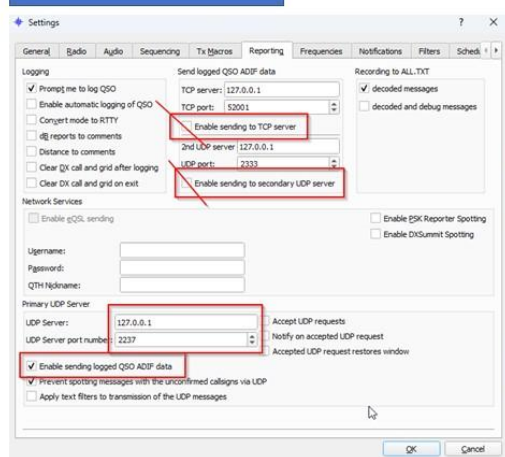 Settings
? ×
General Radio Audio Sequencing Tx Macros Reporting Frequencies Notifications Filters
Logging
Prompt me to log QSO
Enable automatic logging of QSO
Convert mode to RTTY
dB reports to comments
Distance to comments
Clear DX call and grid after logging
Clear DX call and grid on exit
Send logged QSO ADIF data
TCP server: 127.0.0.1
TCP port: 52001
Enable sending to TCP server
2nd UDP server 127.0.0.1
UDP port: 2333
Enable sending to secondary UDP server
Recording to ALL.TXT
decoded messages
decoded and debug messages
Network Services
Enable eQSL sending
Username:
Password:
QTH Nickname:
Enable PSK Reporter Spotting
Enable DXSummit Spotting
Primary UDP Server
UDP Server: 127.0.0.1
UDP Server port number: 2237
Enable sending logged QSO ADIF data
Prevent spotting messages with the unconfirmed callsigns via UDP
Apply text filters to transmission of the UDP messages
Accept UDP requests
Notify on accepted UDP request
Accepted UDP request restores window
OK Cancel